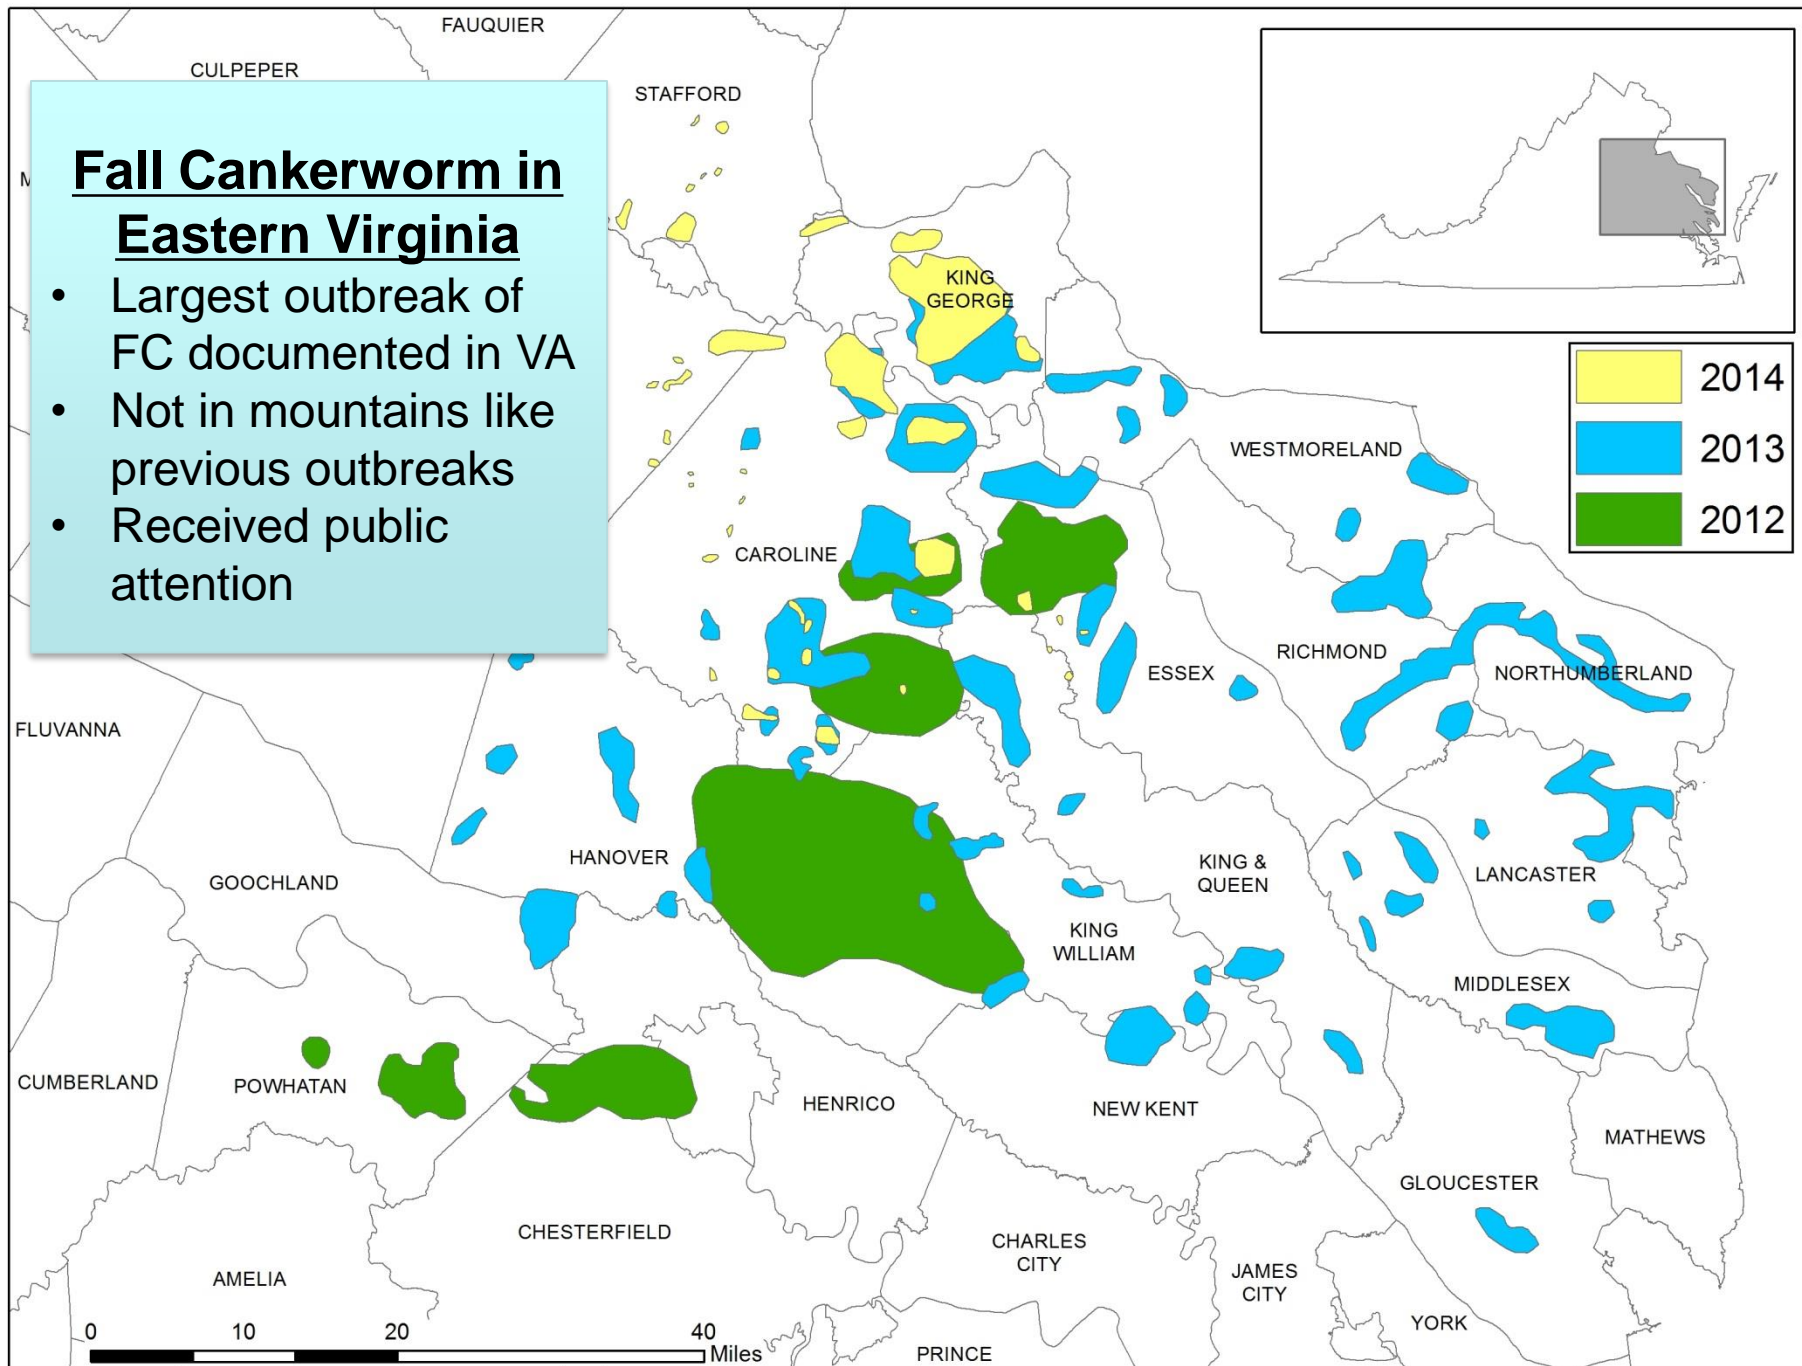 FAUQUIER
CULPEPER
STAFFORD
Fall Cankerworm in
Eastern Virginia
• Largest outbreak of
FC documented in VA
• Not in mountains like
previous outbreaks
• Received public
attention
M
KING
GEORGE
2014
2013
2012
WESTMORELAND
CAROLINE
RICHMOND
ESSEX
NORTHUMBERLAND
FLUVANNA
HANOVER
GOOCHLAND
KING &
QUEEN
LANCASTER
KING
WILLIAM
MIDDLESEX
CUMBERLAND
POWHATAN
HENRICO
NEW KENT
MATHEWS
GLOUCESTER
CHESTERFIELD
CHARLES
CITY
AMELIA
JAMES
CITY
YORK
0 10 20 40
Miles
PRINCE